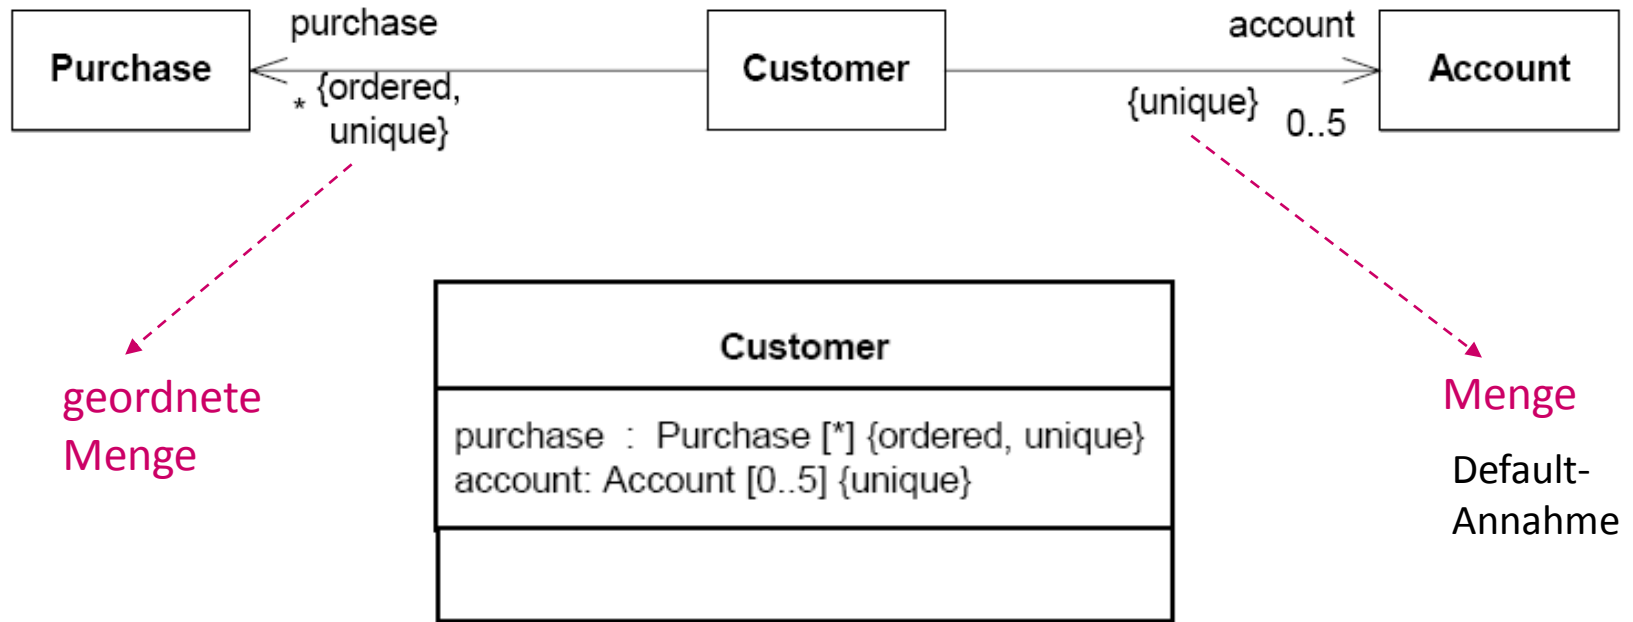 purchase
account
Purchase
Customer
Account
* {ordered,
unique}
{unique}
0..5
geordnete
Menge
Customer
purchase : Purchase [*] {ordered, unique}
account: Account [0..5] {unique}
Menge
Default-
Annahme